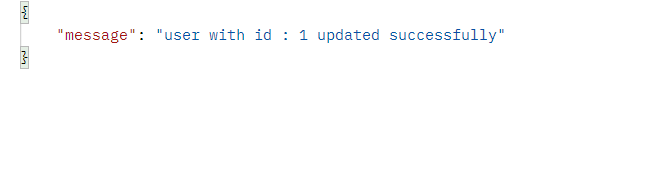 {
"message": "user with id : 1 updated successfully"
}